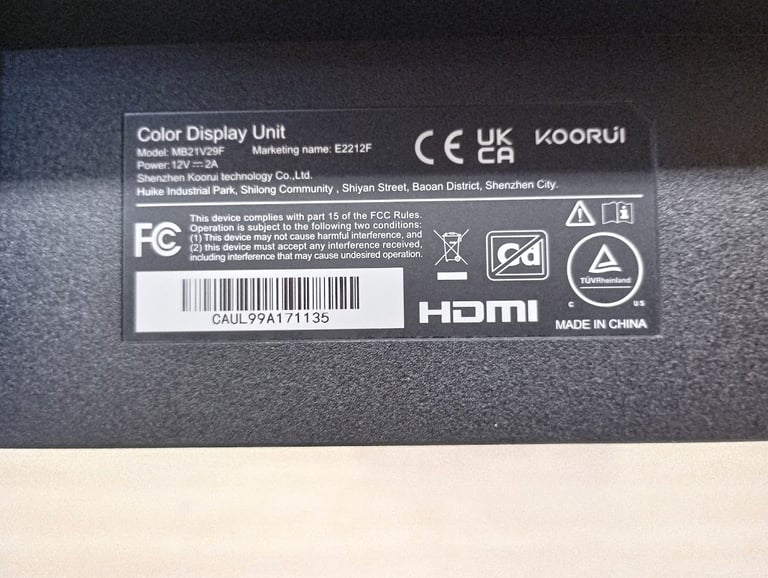 Color Display Unit
Model: MB21V29F Marketing name: E2212F
Power: 12V⎓2A
Shenzhen Koorui technology Co.,Ltd.
Huike Industrial Park, Shilong Community , Shiyan Street, Baoan District, Shenzhen City.
CE UK CA KOORUI
FC
This device complies with part 15 of the FCC Rules.
Operation is subject to the following two conditions:
(1) This device may not cause harmful interference, and
(2) this device must accept any interference received,
including interference that may cause undesired operation.
Cd
TÜVRheinland
C US
CAUL99A171135
HDMI
MADE IN CHINA